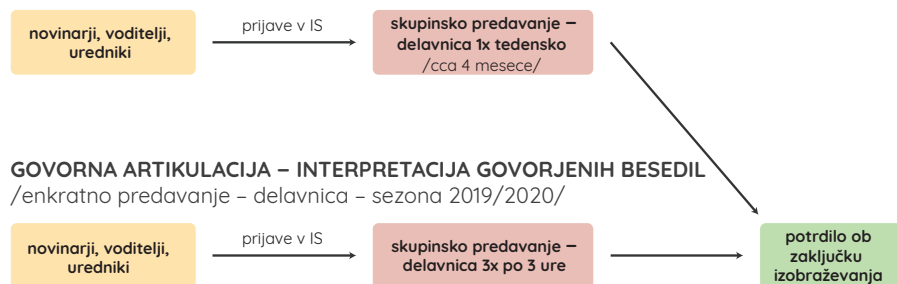 novinarji, voditelji,
uredniki
prijave v IS
skupinsko predavanje –
delavnica 1x tedensko
/cca 4 mesece/
GOVORNA ARTIKULACIJA – INTERPRETACIJA GOVORJENIH BESEDIL
/enkratno predavanje – delavnica – sezona 2019/2020/
novinarji, voditelji,
uredniki
prijave v IS
skupinsko predavanje –
delavnica 3x po 3 ure
potrdilo ob
zaključku
izobraževanja